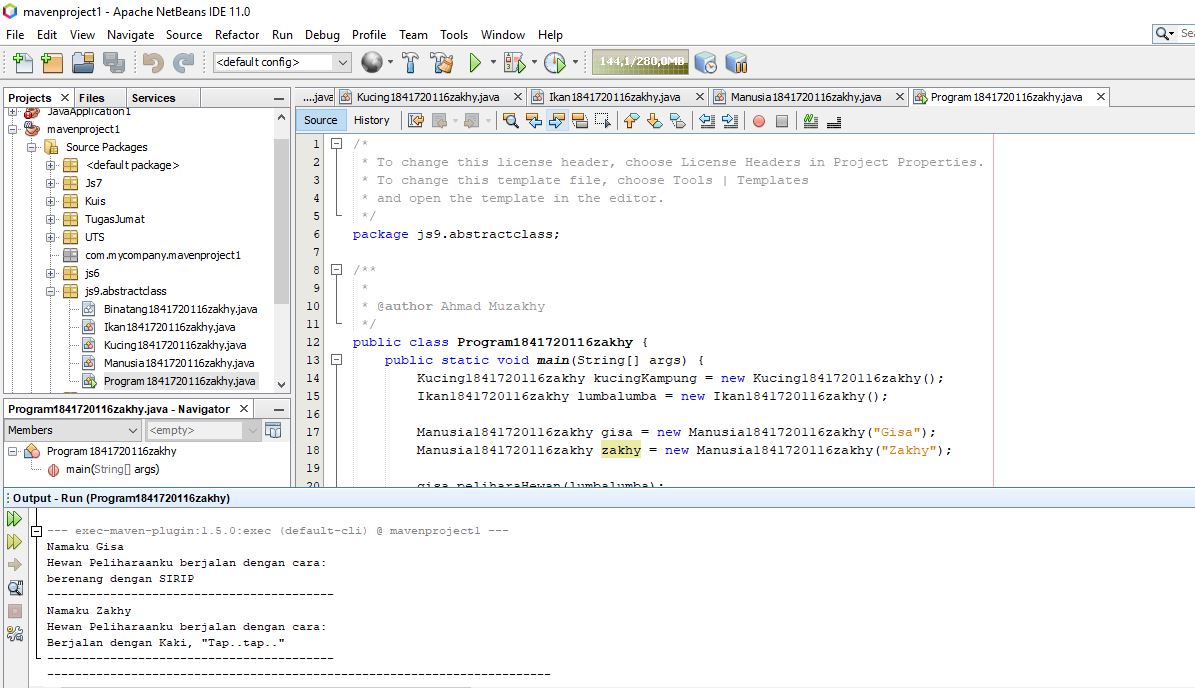 mavenproject1 - Apache NetBeans IDE 11.0
File Edit View Navigate Source Refactor Run Debug Profile Team Tools Window Help
<default config>
144,1/280,0MB
Projects Files Services
JavaApplication1
mavenproject1
Source Packages
<default package>
Js7
Kuis
TugasJumat
UTS
com.mycompany.mavenproject1
js6
js9.abstractclass
Binatang1841720116zakhy.java
Ikan1841720116zakhy.java
Kucing1841720116zakhy.java
Manusia1841720116zakhy.java
Program1841720116zakhy.java
Program1841720116zakhy.java - Navigator
Members <empty>
Program1841720116zakhy
main(String[] args)
....java Kucing1841720116zakhy.java Ikan1841720116zakhy.java Manusia1841720116zakhy.java Program1841720116zakhy.java
Source History
1 /*
2 * To change this license header, choose License Headers in Project Properties.
3 * To change this template file, choose Tools | Templates
4 * and open the template in the editor.
5 */
6 package js9.abstractclass;
7
8 /**
9 *
10 * @author Ahmad Muzakhy
11 */
12 public class Program1841720116zakhy {
13 public static void main(String[] args) {
14 Kucing1841720116zakhy kucingKampung = new Kucing1841720116zakhy();
15 Ikan1841720116zakhy lumbalumba = new Ikan1841720116zakhy();
16
17 Manusia1841720116zakhy gisa = new Manusia1841720116zakhy("Gisa");
18 Manusia1841720116zakhy zakhy = new Manusia1841720116zakhy("Zakhy");
19
20 gisa.peliharaHewan(lumbalumba);
Output - Run (Program1841720116zakhy)
--- exec-maven-plugin:1.5.0:exec (default-cli) @ mavenproject1 ---
Namaku Gisa
Hewan Peliharaanku berjalan dengan cara:
berenang dengan SIRIP
----------------------------------------
Namaku Zakhy
Hewan Peliharaanku berjalan dengan cara:
Berjalan dengan Kaki, "Tap..tap.."
----------------------------------------
------------------------------------------------------------------------